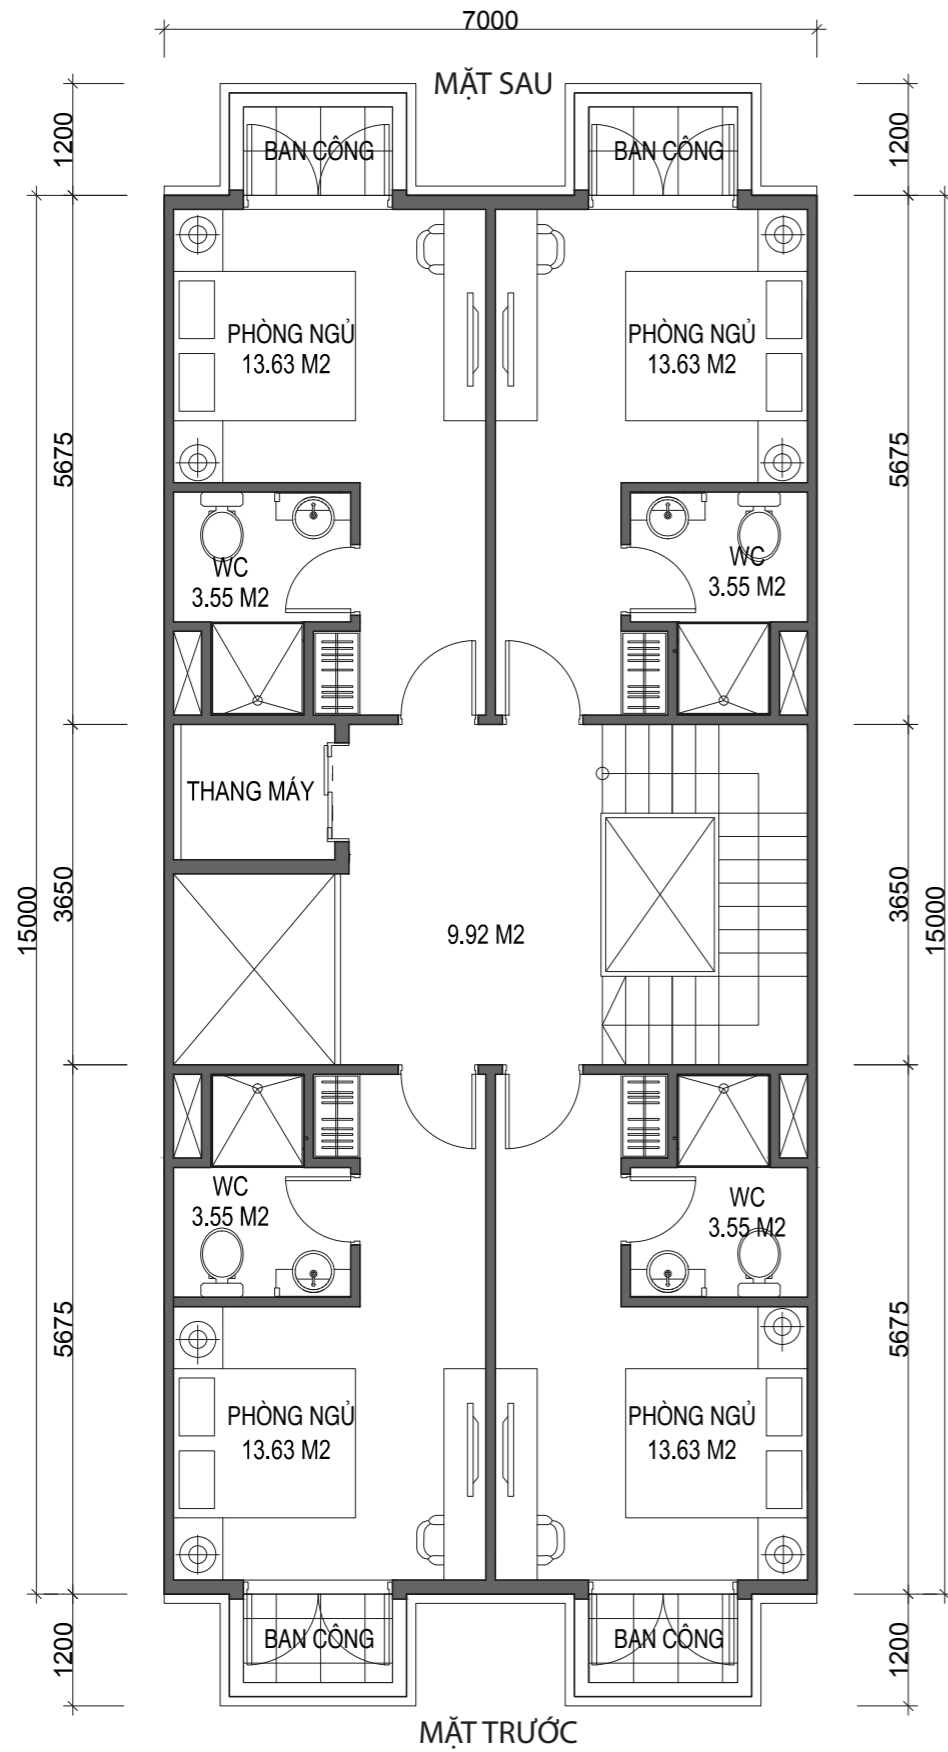 7000
MẶT SAU
1200
1200
BAN CÔNG
BAN CÔNG
PHÒNG NGỦ
13.63 M2
PHÒNG NGỦ
13.63 M2
5675
5675
WC
3.55 M2
WC
3.55 M2
THANG MÁY
15000
3650
9.92 M2
3650
15000
WC
3.55 M2
WC
3.55 M2
5675
5675
PHÒNG NGỦ
13.63 M2
PHÒNG NGỦ
13.63 M2
BAN CÔNG
BAN CÔNG
1200
1200
MẶT TRƯỚC